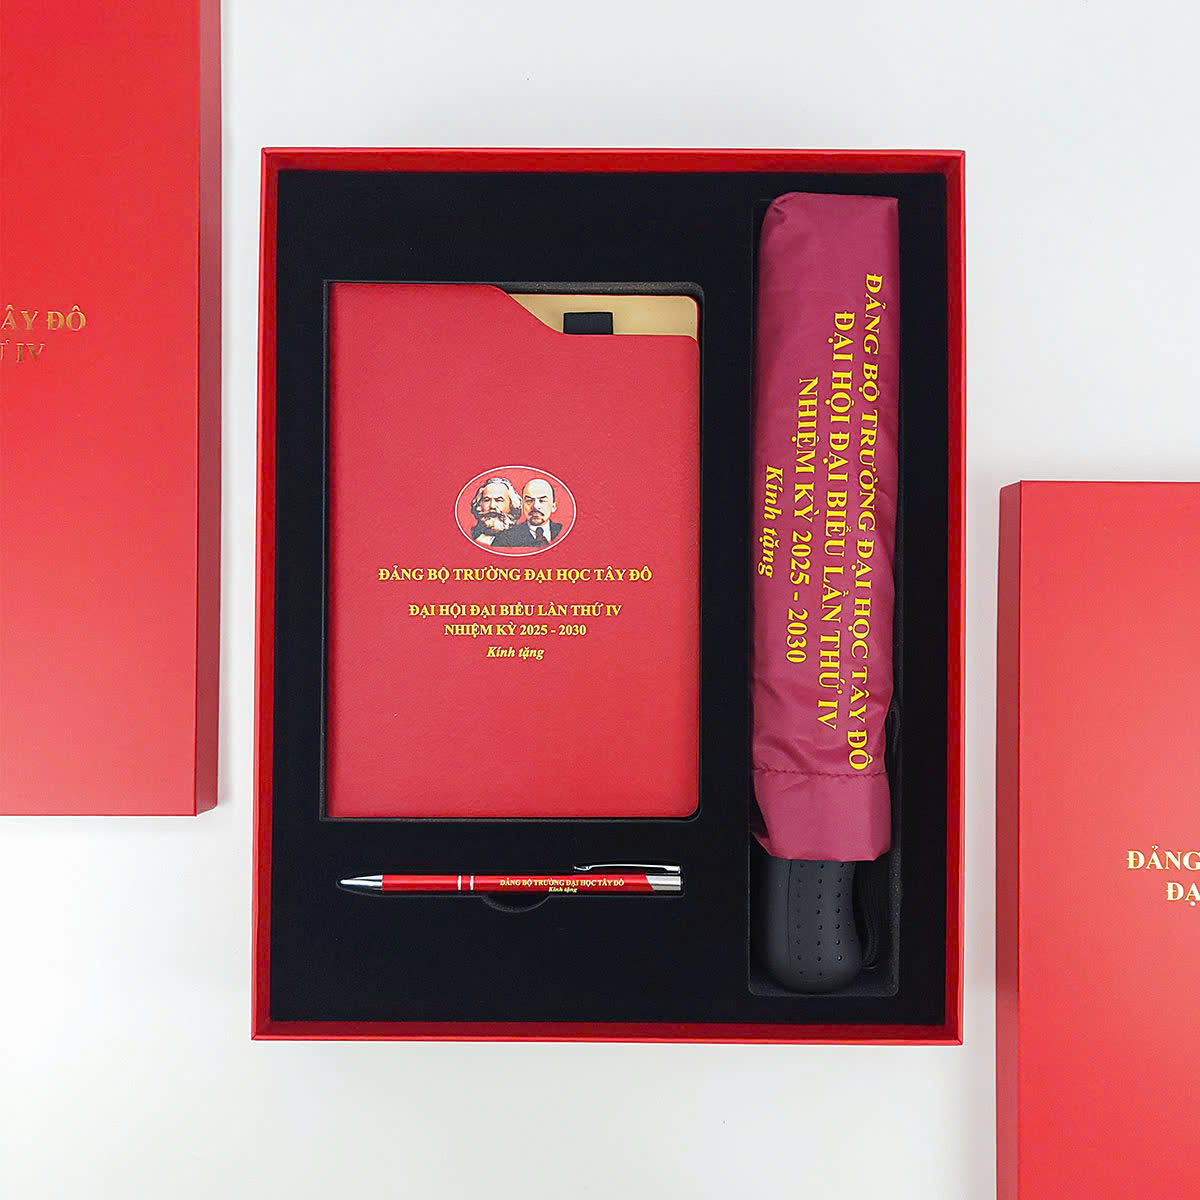 ÂY ĐÔ
IV
ĐẢNG BỘ TRƯỜNG ĐẠI HỌC TÂY ĐÔ
ĐẠI HỘI ĐẠI BIỂU LẦN THỨ IV
NHIỆM KỲ 2025 - 2030
Kính tặng
ĐẢNG BỘ TRƯỜNG ĐẠI HỌC TÂY ĐÔ
Kính tặng
ĐẢNG BỘ TRƯỜNG ĐẠI HỌC TÂY ĐÔ
ĐẠI HỘI ĐẠI BIỂU LẦN THỨ IV
NHIỆM KỲ 2025 - 2030
Kính tặng
ĐẢNG
ĐẠ